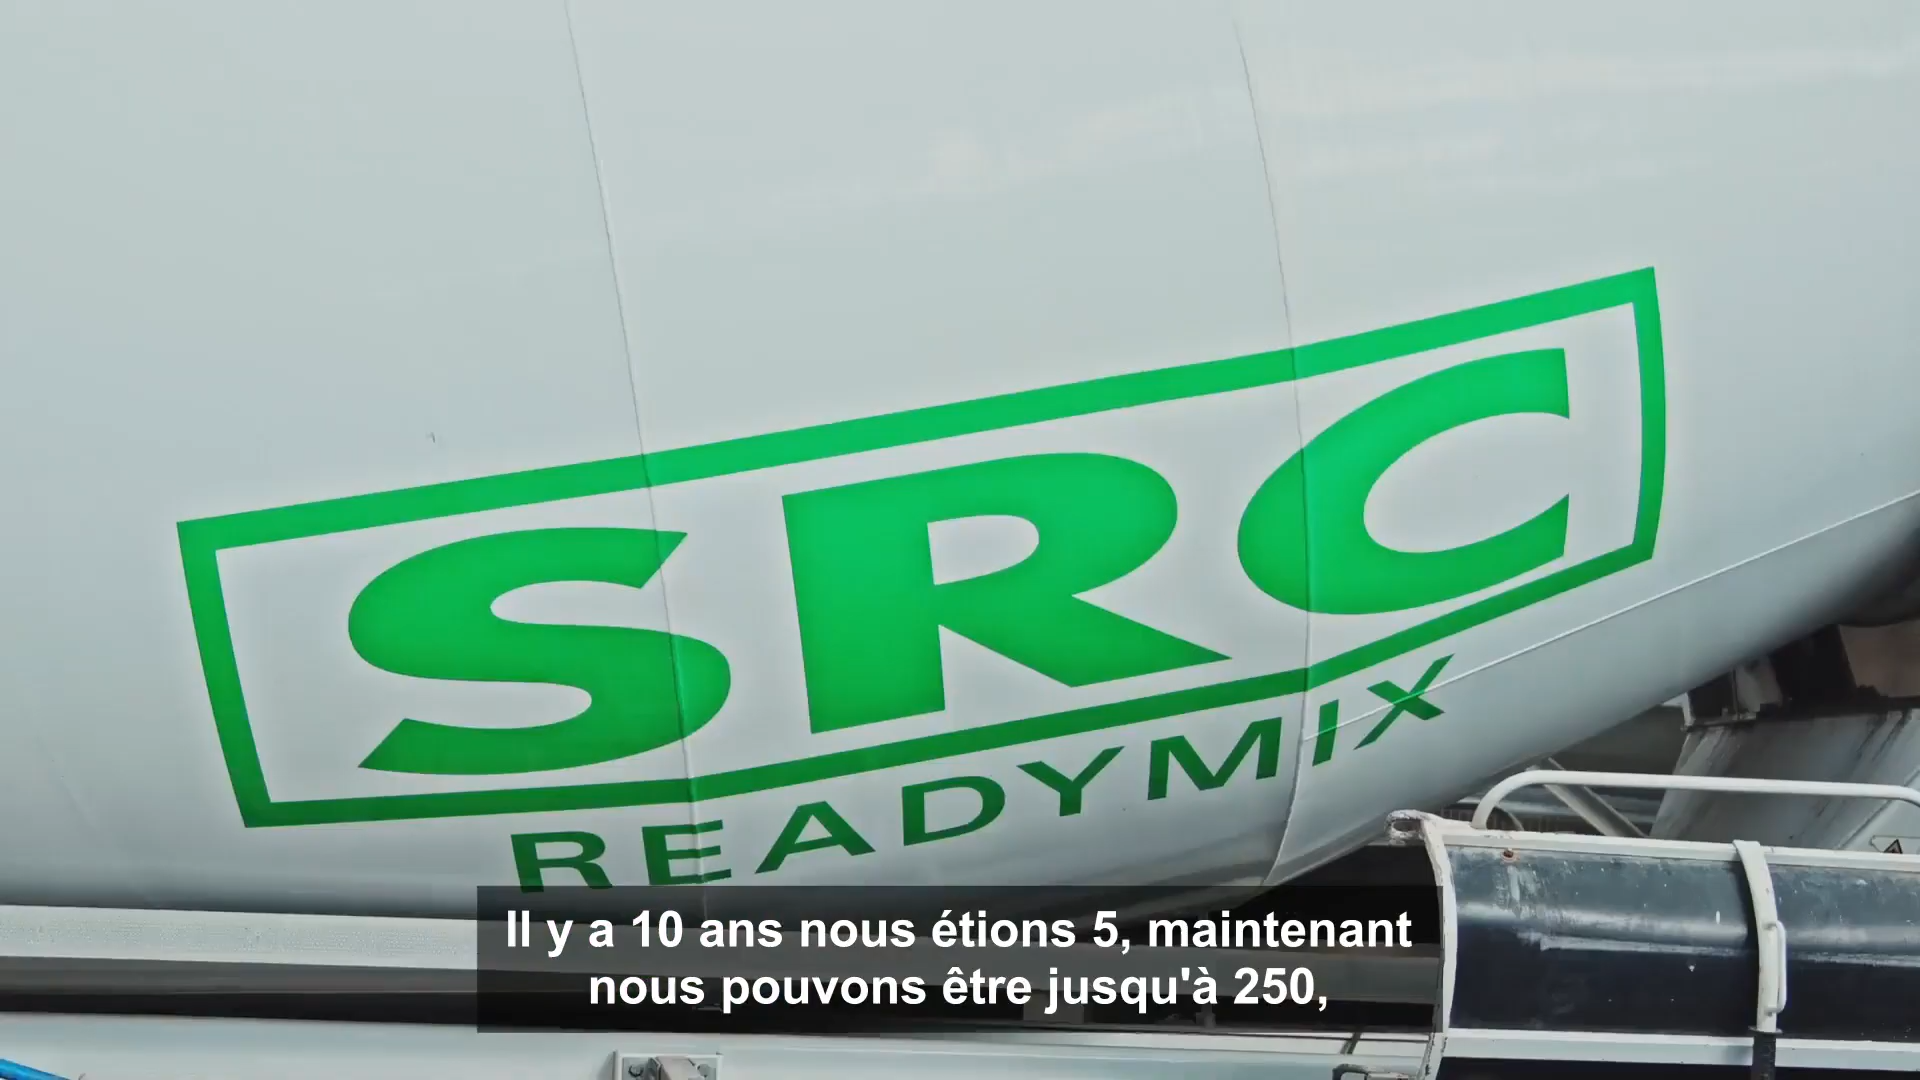 SRC
READYMIX
Il y a 10 ans nous étions 5, maintenant
nous pouvons être jusqu'à 250,